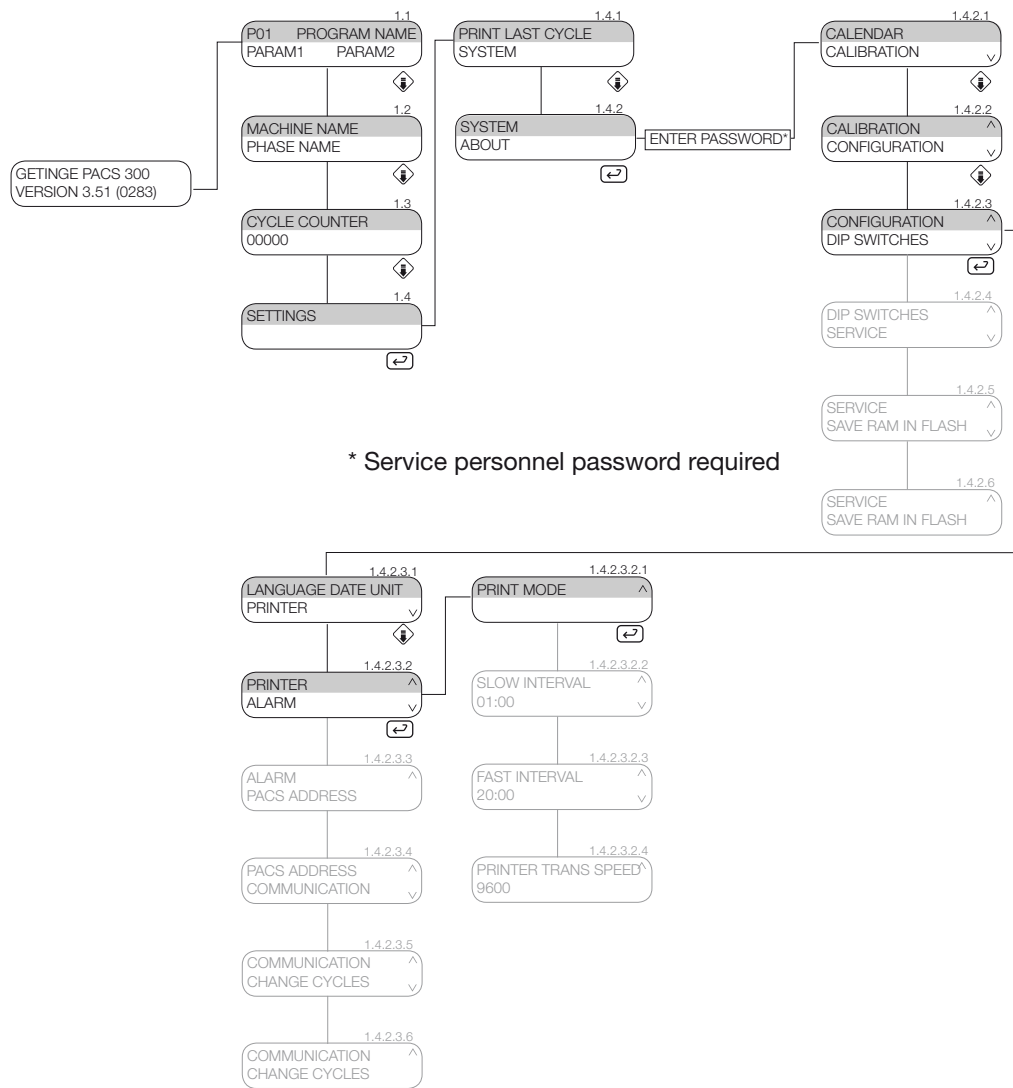 GETINGE PACS 300
VERSION 3.51 (0283)
1.1
P01 PROGRAM NAME
PARAM1 PARAM2
1.2
MACHINE NAME
PHASE NAME
1.3
CYCLE COUNTER
00000
1.4
SETTINGS
1.4.1
PRINT LAST CYCLE
SYSTEM
1.4.2
SYSTEM
ABOUT
ENTER PASSWORD*
1.4.2.1
CALENDAR
CALIBRATION
1.4.2.2
CALIBRATION
CONFIGURATION
1.4.2.3
CONFIGURATION
DIP SWITCHES
1.4.2.4
DIP SWITCHES
SERVICE
1.4.2.5
SERVICE
SAVE RAM IN FLASH
1.4.2.6
SERVICE
SAVE RAM IN FLASH
* Service personnel password required
1.4.2.3.1
LANGUAGE DATE UNIT
PRINTER
1.4.2.3.2
PRINTER
ALARM
1.4.2.3.3
ALARM
PACS ADDRESS
1.4.2.3.4
PACS ADDRESS
COMMUNICATION
1.4.2.3.5
COMMUNICATION
CHANGE CYCLES
1.4.2.3.6
COMMUNICATION
CHANGE CYCLES
1.4.2.3.2.1
PRINT MODE
1.4.2.3.2.2
SLOW INTERVAL
01:00
1.4.2.3.2.3
FAST INTERVAL
20:00
1.4.2.3.2.4
PRINTER TRANS SPEED
9600